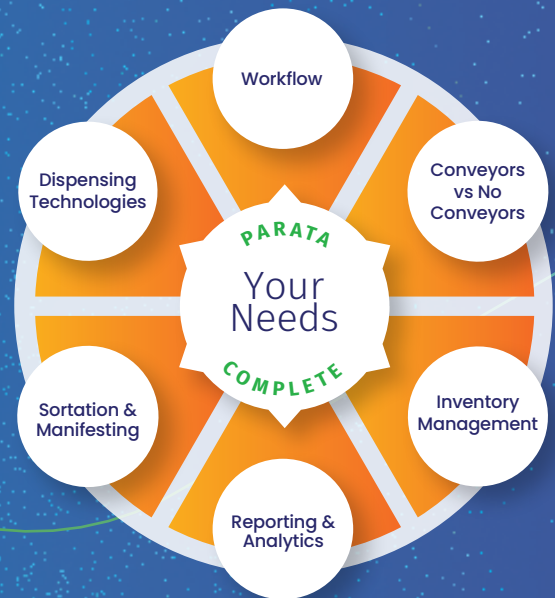 Workflow
Dispensing
Technologies
Conveyors
vs No
Conveyors
PARATA
Your
Needs
COMPLETE
Sortation &
Manifesting
Inventory
Management
Reporting &
Analytics